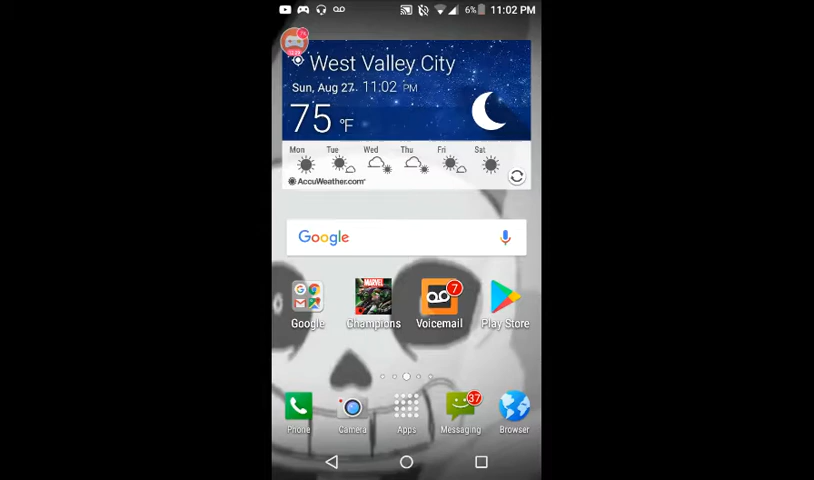 6% 11:02 PM
West Valley City
Sun, Aug 27 11:02 PM
75 °F
Mon Tue Wed Thu Fri Sat
AccuWeather.com
Google
MARVEL 7
Google Champions Voicemail Play Store
37
Phone Camera Apps Messaging Browser